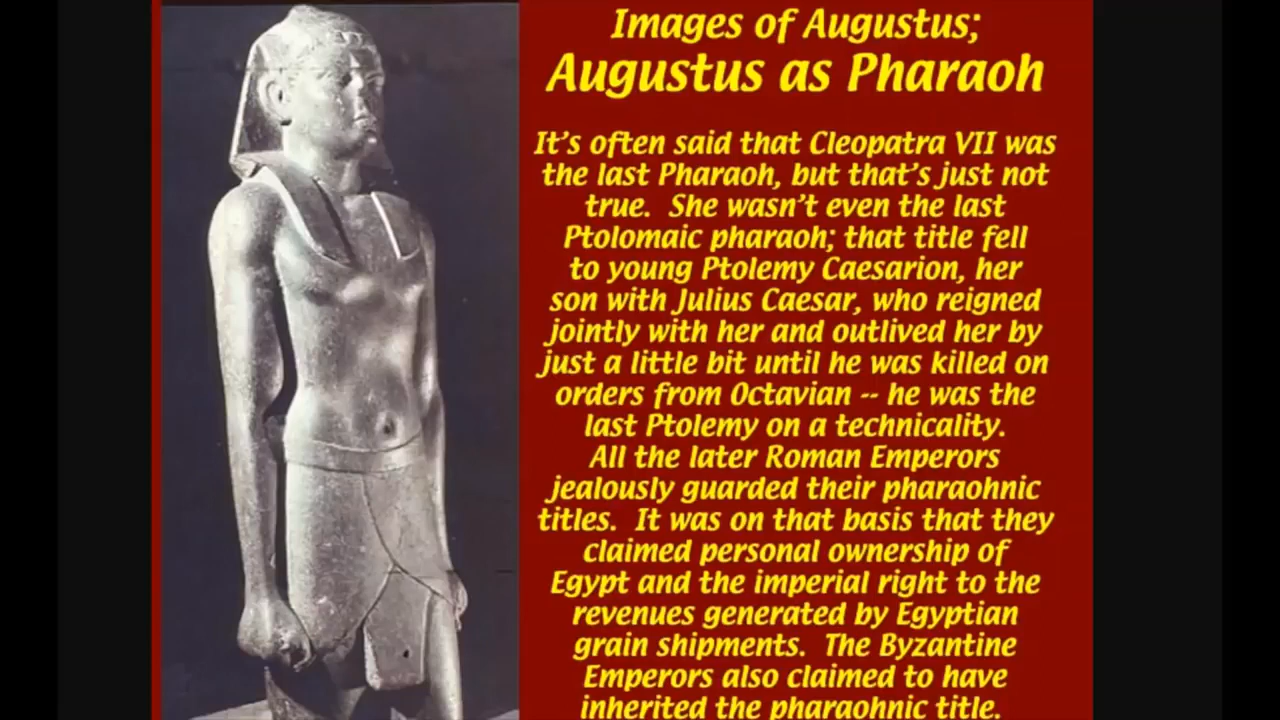 Images of Augustus;
Augustus as Pharaoh
It's often said that Cleopatra VII was
the last Pharaoh, but that's just not
true.  She wasn't even the last
Ptolomaic pharaoh; that title fell
to young Ptolemy Caesarion, her
son with Julius Caesar, who reigned
jointly with her and outlived her by
just a little bit until he was killed on
orders from Octavian -- he was the
last Ptolemy on a technicality.
All the later Roman Emperors
jealously guarded their pharaohnic
titles.  It was on that basis that they
claimed personal ownership of
Egypt and the imperial right to the
revenues generated by Egyptian
grain shipments.  The Byzantine
Emperors also claimed to have
inherited the pharaohnic title.